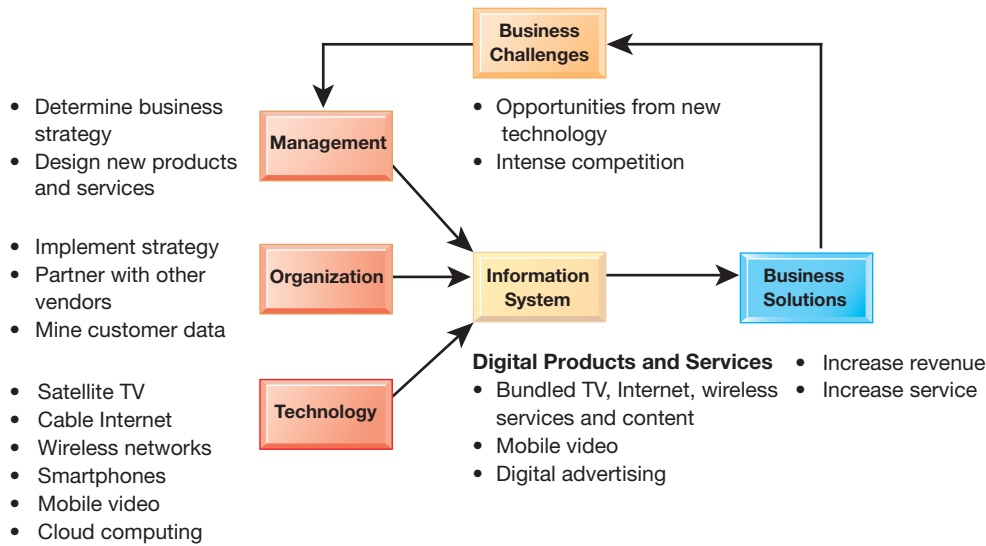 Business
Challenges
• Opportunities from new
technology
• Intense competition
• Determine business
strategy
• Design new products
and services
Management
• Implement strategy
• Partner with other
vendors
• Mine customer data
Organization
Information
System
Business
Solutions
• Satellite TV
• Cable Internet
• Wireless networks
• Smartphones
• Mobile video
• Cloud computing
Technology
Digital Products and Services
• Bundled TV, Internet, wireless
services and content
• Mobile video
• Digital advertising
• Increase revenue
• Increase service